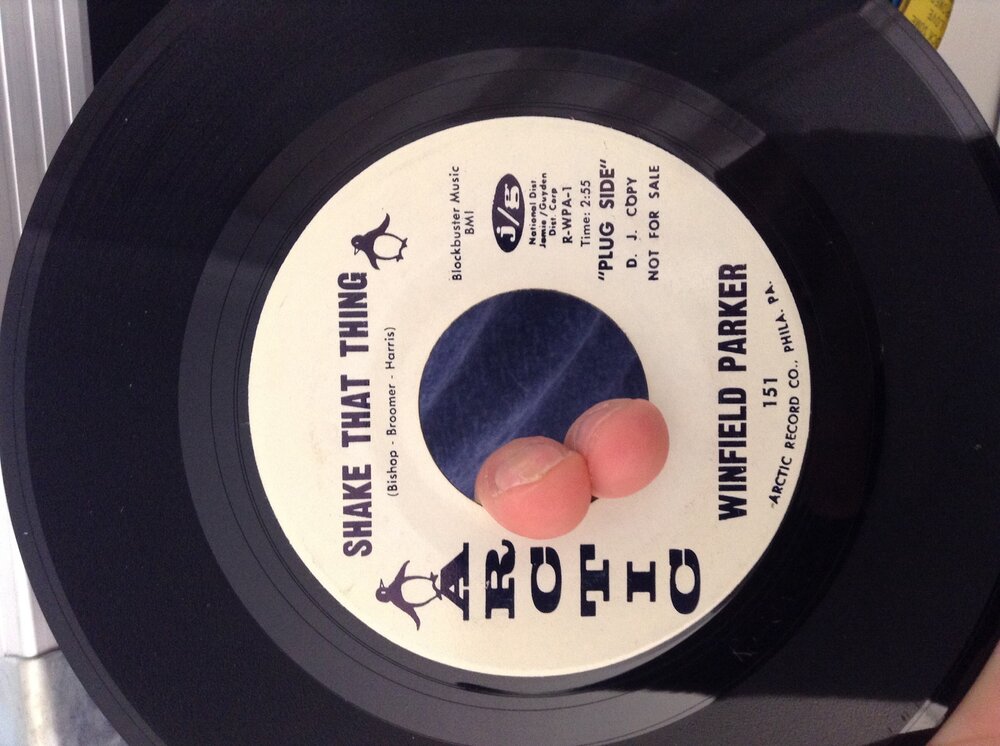 SHAKE THAT THING
(Bishop - Broomer - Harris)
ARCTIC
Blockbuster Music
BMI
j/g
National Dist
Jamie/Guyden
Dist. Corp
R-WPA-1
Time: 2:55
"PLUG SIDE"
D. J. COPY
NOT FOR SALE
WINFIELD PARKER
151
ARCTIC RECORD CO., PHILA. PA.